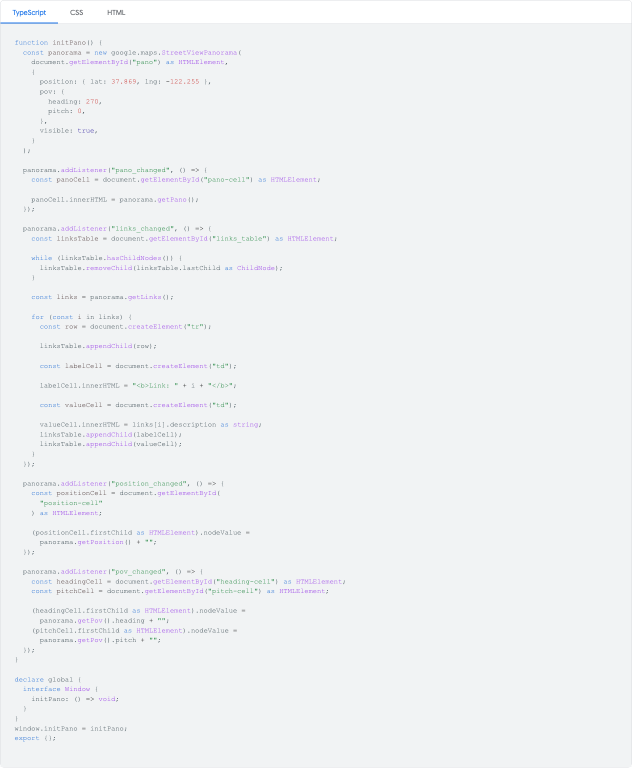 TypeScript CSS HTML
function initPano() {
  const panorama = new google.maps.StreetViewPanorama(
    document.getElementById("pano") as HTMLElement,
    {
      position: { lat: 37.869, lng: -122.255 },
      pov: {
        heading: 270,
        pitch: 0,
      },
      visible: true,
    }
  );

  panorama.addListener("pano_changed", () => {
    const panoCell = document.getElementById("pano-cell") as HTMLElement;

    panoCell.innerHTML = panorama.getPano();
  });

  panorama.addListener("links_changed", () => {
    const linksTable = document.getElementById("links_table") as HTMLElement;

    while (linksTable.hasChildNodes()) {
      linksTable.removeChild(linksTable.lastChild as ChildNode);
    }

    const links = panorama.getLinks();

    for (const i in links) {
      const row = document.createElement("tr");

      linksTable.appendChild(row);

      const labelCell = document.createElement("td");

      labelCell.innerHTML = "<b>Link: " + i + "</b>";

      const valueCell = document.createElement("td");

      valueCell.innerHTML = links[i].description as string;
      linksTable.appendChild(labelCell);
      linksTable.appendChild(valueCell);
    }
  });

  panorama.addListener("position_changed", () => {
    const positionCell = document.getElementById(
      "position-cell"
    ) as HTMLElement;

    (positionCell.firstChild as HTMLElement).nodeValue =
      panorama.getPosition() + "";
  });

  panorama.addListener("pov_changed", () => {
    const headingCell = document.getElementById("heading-cell") as HTMLElement;
    const pitchCell = document.getElementById("pitch-cell") as HTMLElement;

    (headingCell.firstChild as HTMLElement).nodeValue =
      panorama.getPov().heading + "";
    (pitchCell.firstChild as HTMLElement).nodeValue =
      panorama.getPov().pitch + "";
  });
}

declare global {
  interface Window {
    initPano: () => void;
  }
}
window.initPano = initPano;
export {};